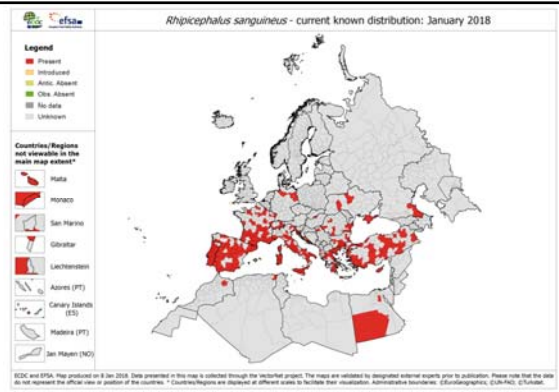 ecdc
efsa
Rhipicephalus sanguineus - current known distribution: January 2018
Legend
Present
Introduced
Antic. Absent
Obs. Absent
No data
Unknown
Countries/Regions
not viewable in the
main map extent*
Malta
Monaco
San Marino
Gibraltar
Liechtenstein
Azores (PT)
Canary Islands
(ES)
Madeira (PT)
Jan Mayen (NO)
ECDC and EFSA. Map produced on 8 Jan 2018. Data presented in this map is collected through the VectorNet project. The maps are validated by designated external experts prior to publication. Please note that the data
do not represent the official view or position of the countries. * Countries/Regions are displayed at different scales to facilitate their visualization. Administrative boundaries: ©EuroGeographics; ©UN-FAO; ©Turkstat.